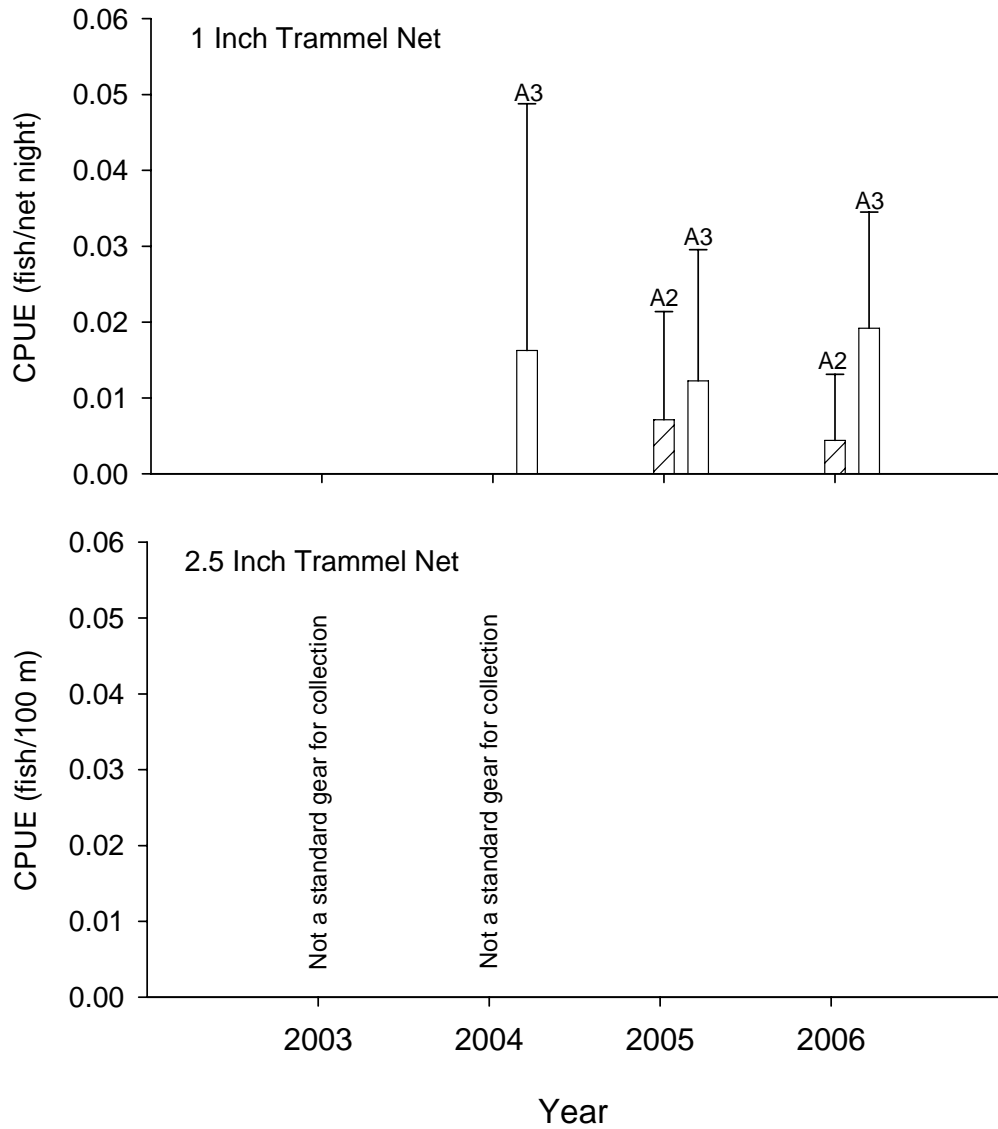 1 Inch Trammel Net
CPUE (fish/net night)
0.06
0.05
0.04
0.03
0.02
0.01
0.00
A3
A2
A3
A2
A3
2.5 Inch Trammel Net
CPUE (fish/100 m)
0.06
0.05
0.04
0.03
0.02
0.01
0.00
Not a standard gear for collection
Not a standard gear for collection
2003 2004 2005 2006
Year